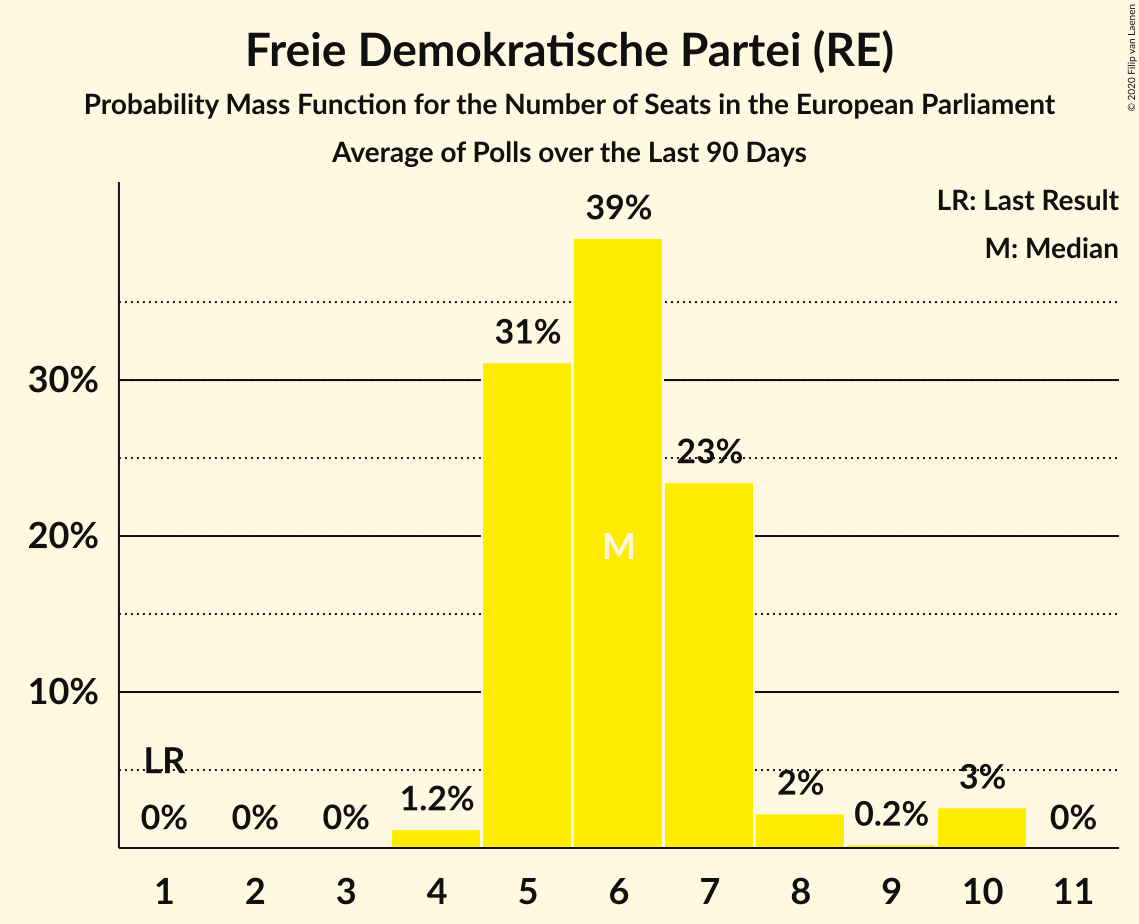 Freie Demokratische Partei (RE)
Probability Mass Function for the Number of Seats in the European Parliament
Average of Polls over the Last 90 Days
© 2020 Filip van Laenen
LR: Last Result
M: Median
39%
31%
30%
23%
20%
M
10%
LR
0%
0%
0%
1.2%
2%
0.2%
3%
0%
1 2 3 4 5 6 7 8 9 10 11